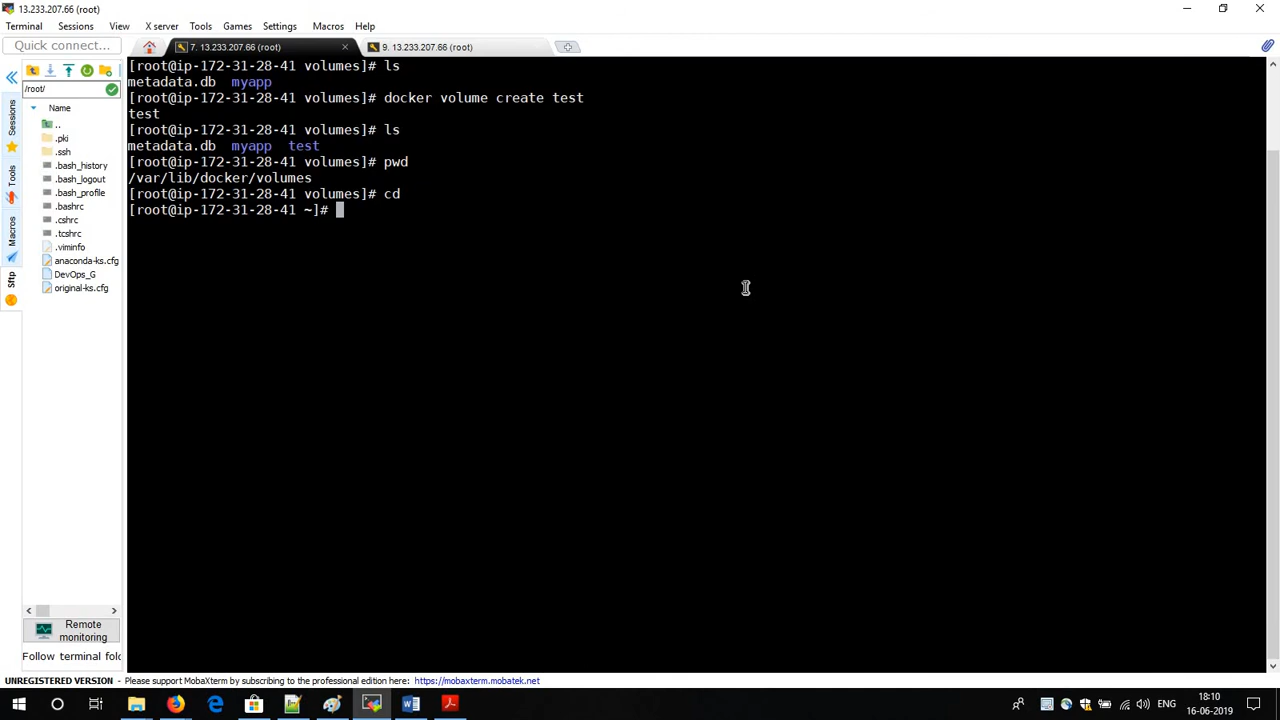 13.233.207.66 (root)
Terminal Sessions View X server Tools Games Settings Macros Help
Quick connect... 7. 13.233.207.66 (root) 9. 13.233.207.66 (root)
/root/
Name
..
.pki
.ssh
.bash_history
.bash_logout
.bash_profile
.bashrc
.cshrc
.tcshrc
.viminfo
anaconda-ks.cfg
DevOps_G
original-ks.cfg
Sessions
Tools
Macros
Sftp
[root@ip-172-31-28-41 volumes]# ls
metadata.db myapp
[root@ip-172-31-28-41 volumes]# docker volume create test
test
[root@ip-172-31-28-41 volumes]# ls
metadata.db myapp test
[root@ip-172-31-28-41 volumes]# pwd
/var/lib/docker/volumes
[root@ip-172-31-28-41 volumes]# cd
[root@ip-172-31-28-41 ~]#
Remote
monitoring
Follow terminal fol
UNREGISTERED VERSION - Please support MobaXterm by subscribing to the professional edition here: https://mobaxterm.mobatek.net
ENG
18:10
16-06-2019